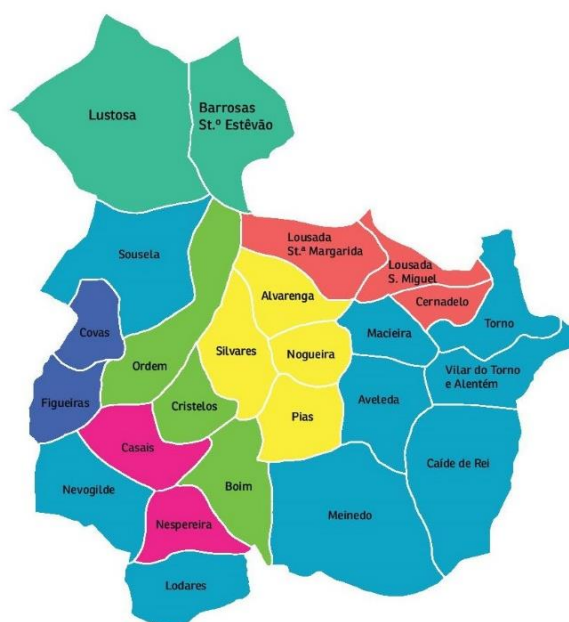 Lustosa
Barrosas
St.º Estêvão
Sousela
Lousada
St.ª Margarida
Lousada
S. Miguel
Cernadelo
Alvarenga
Torno
Covas
Macieira
Silvares
Nogueira
Ordem
Vilar do Torno
e Alentém
Figueiras
Cristelos
Pias
Aveleda
Casais
Caíde de Rei
Nevogilde
Boim
Meinedo
Nespereira
Lodares